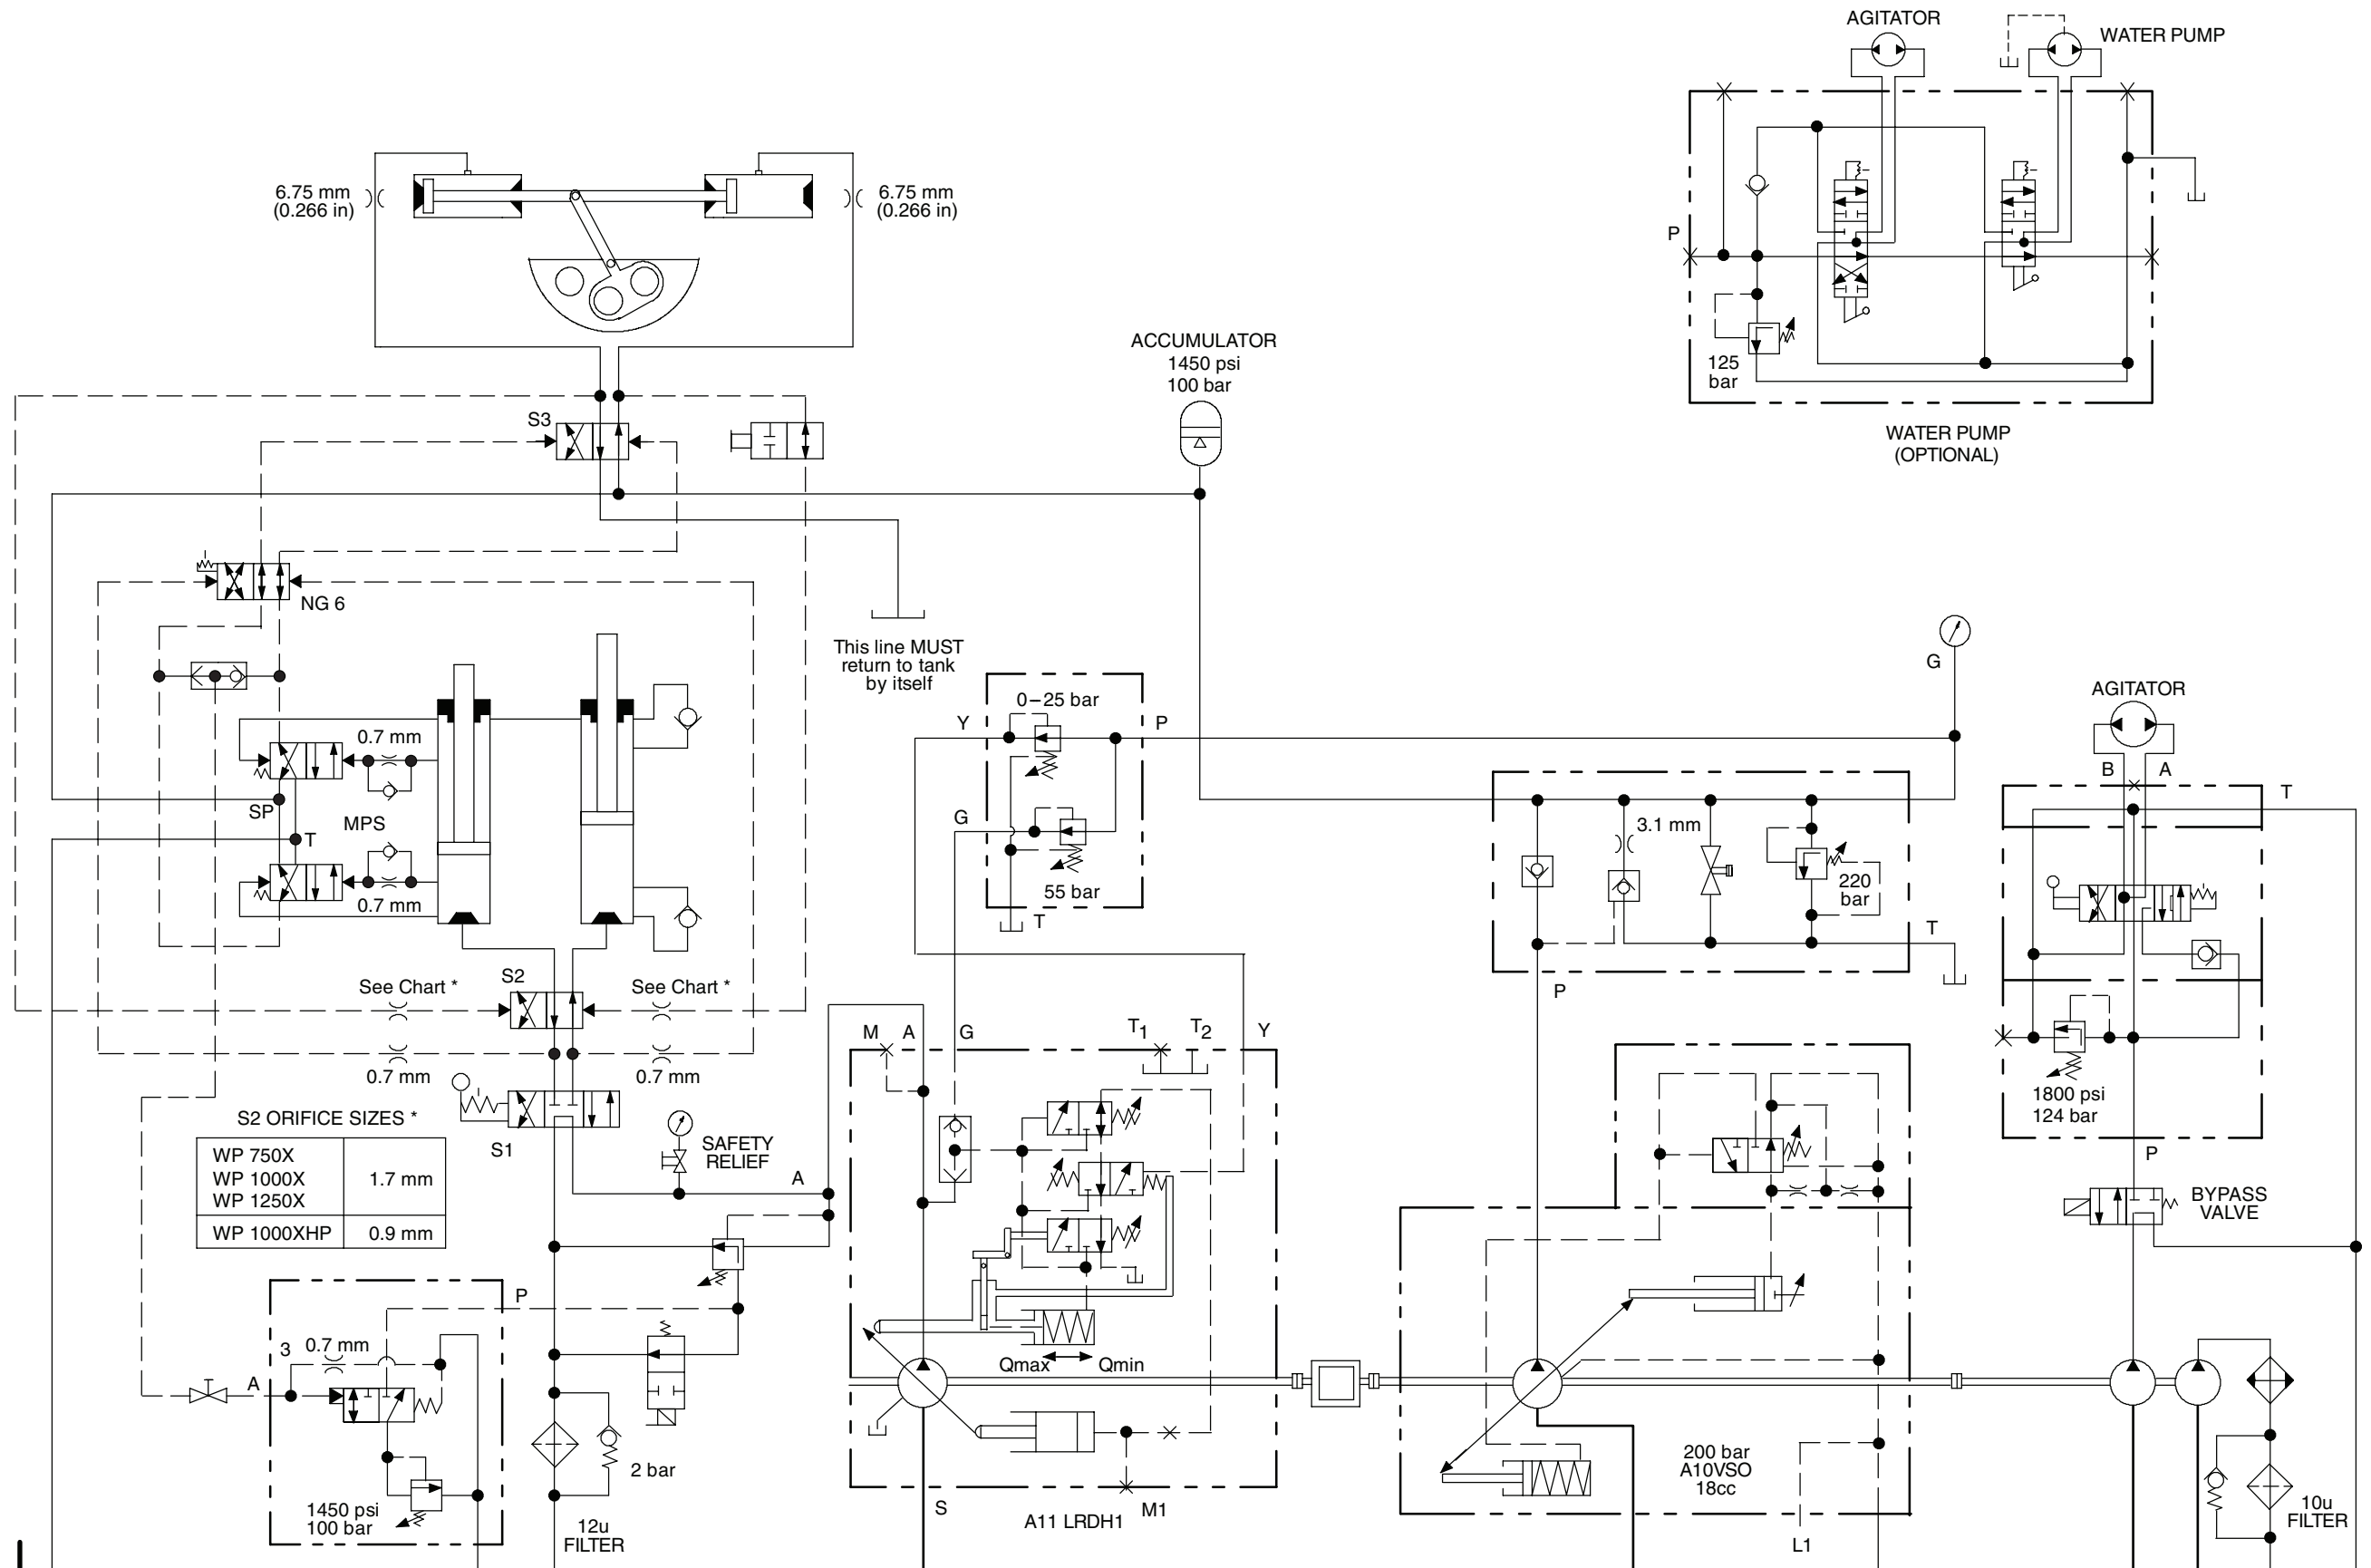 AGITATOR
WATER PUMP
6.75 mm
(0.266 in)
6.75 mm
(0.266 in)
P
125
bar
WATER PUMP
(OPTIONAL)
ACCUMULATOR
1450 psi
100 bar
S3
NG 6
This line MUST
return to tank
by itself
0–25 bar
Y
P
G
55 bar
T
G
AGITATOR
B
A
T
0.7 mm
SP
MPS
T
0.7 mm
3.1 mm
220
bar
T
P
See Chart *
S2
See Chart *
0.7 mm
0.7 mm
S1
S2 ORIFICE SIZES *
WP 750X
WP 1000X
WP 1250X
1.7 mm
WP 1000XHP
0.9 mm
SAFETY
RELIEF
A
M
A
G
T1
T2
Y
1800 psi
124 bar
P
BYPASS
VALVE
P
3
0.7 mm
A
1450 psi
100 bar
2 bar
12u
FILTER
Qmax
Qmin
S
A11 LRDH1
M1
200 bar
A10VSO
18cc
L1
10u
FILTER